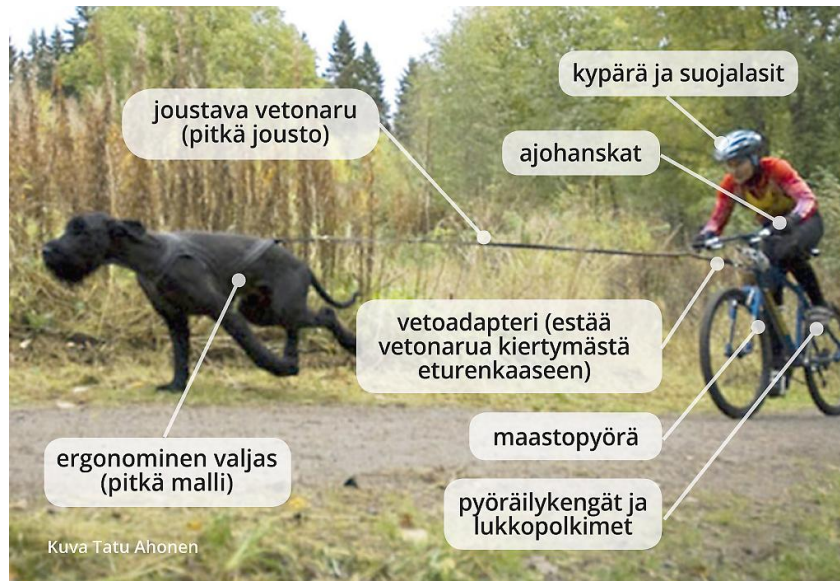 kypärä ja suojalasit
joustava vetonaru
(pitkä jousto)
ajohanskat
vetoadapteri (estää
vetonarua kiertymästä
eturenkaaseen)
maastopyörä
ergonominen valjas
(pitkä malli)
pyöräilykengät ja
lukkopolkimet
Kuva Tatu Ahonen